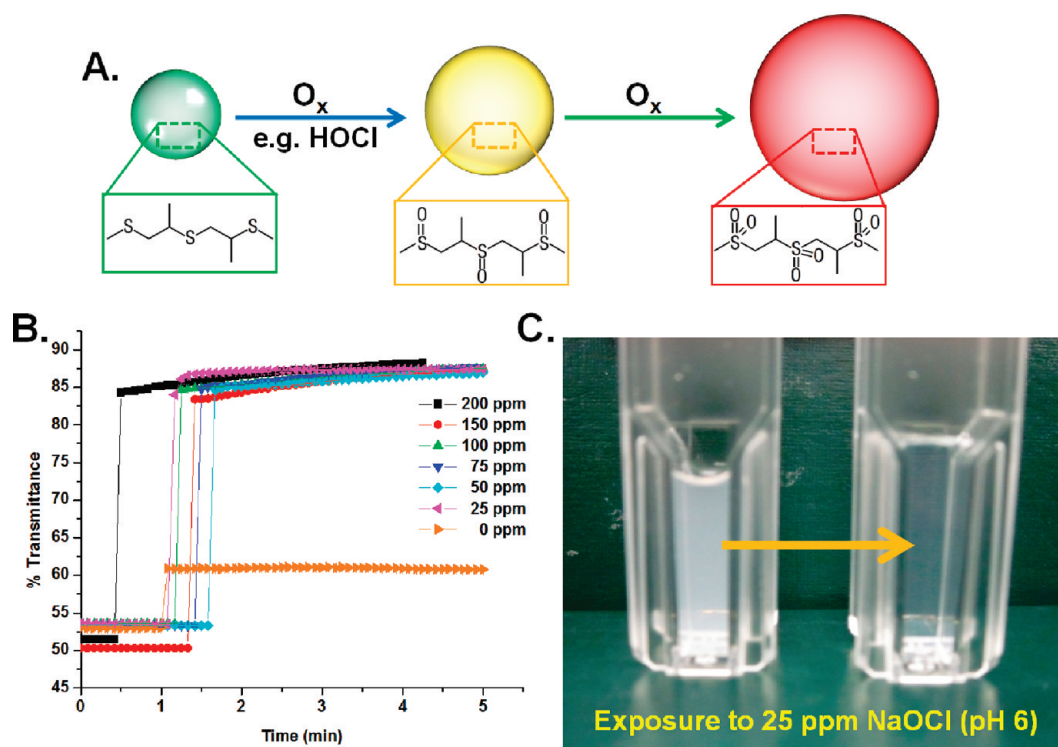 A.
Ox
e.g. HOCl
Ox
S
S
S
O
S
S
O
O
S
O
O
S
O
S
O
O
O
S
O
B.
% Transmittance
90
85
80
75
70
65
60
55
50
45
200 ppm
150 ppm
100 ppm
75 ppm
50 ppm
25 ppm
0 ppm
0 1 2 3 4 5
Time (min)
C.
Exposure to 25 ppm NaOCl (pH 6)